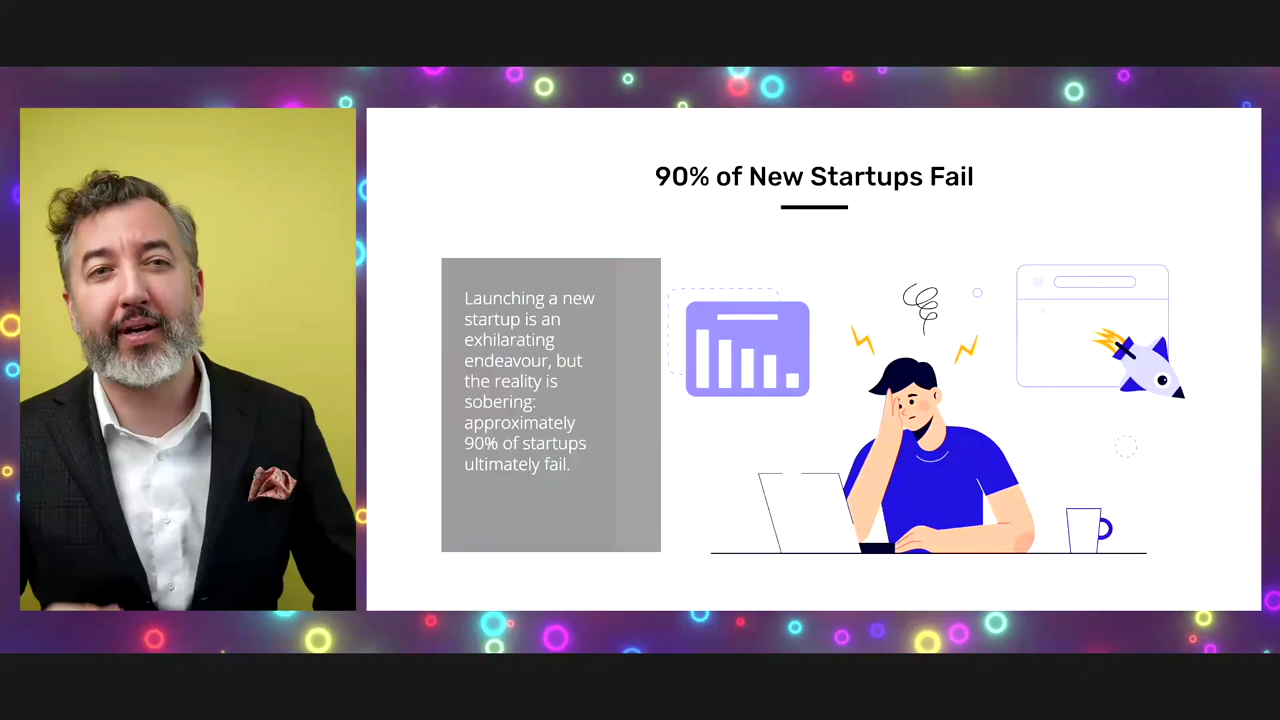 90% of New Startups Fail
Launching a new
startup is an
exhilarating
endeavour, but
the reality is
sobering:
approximately
90% of startups
ultimately fail.